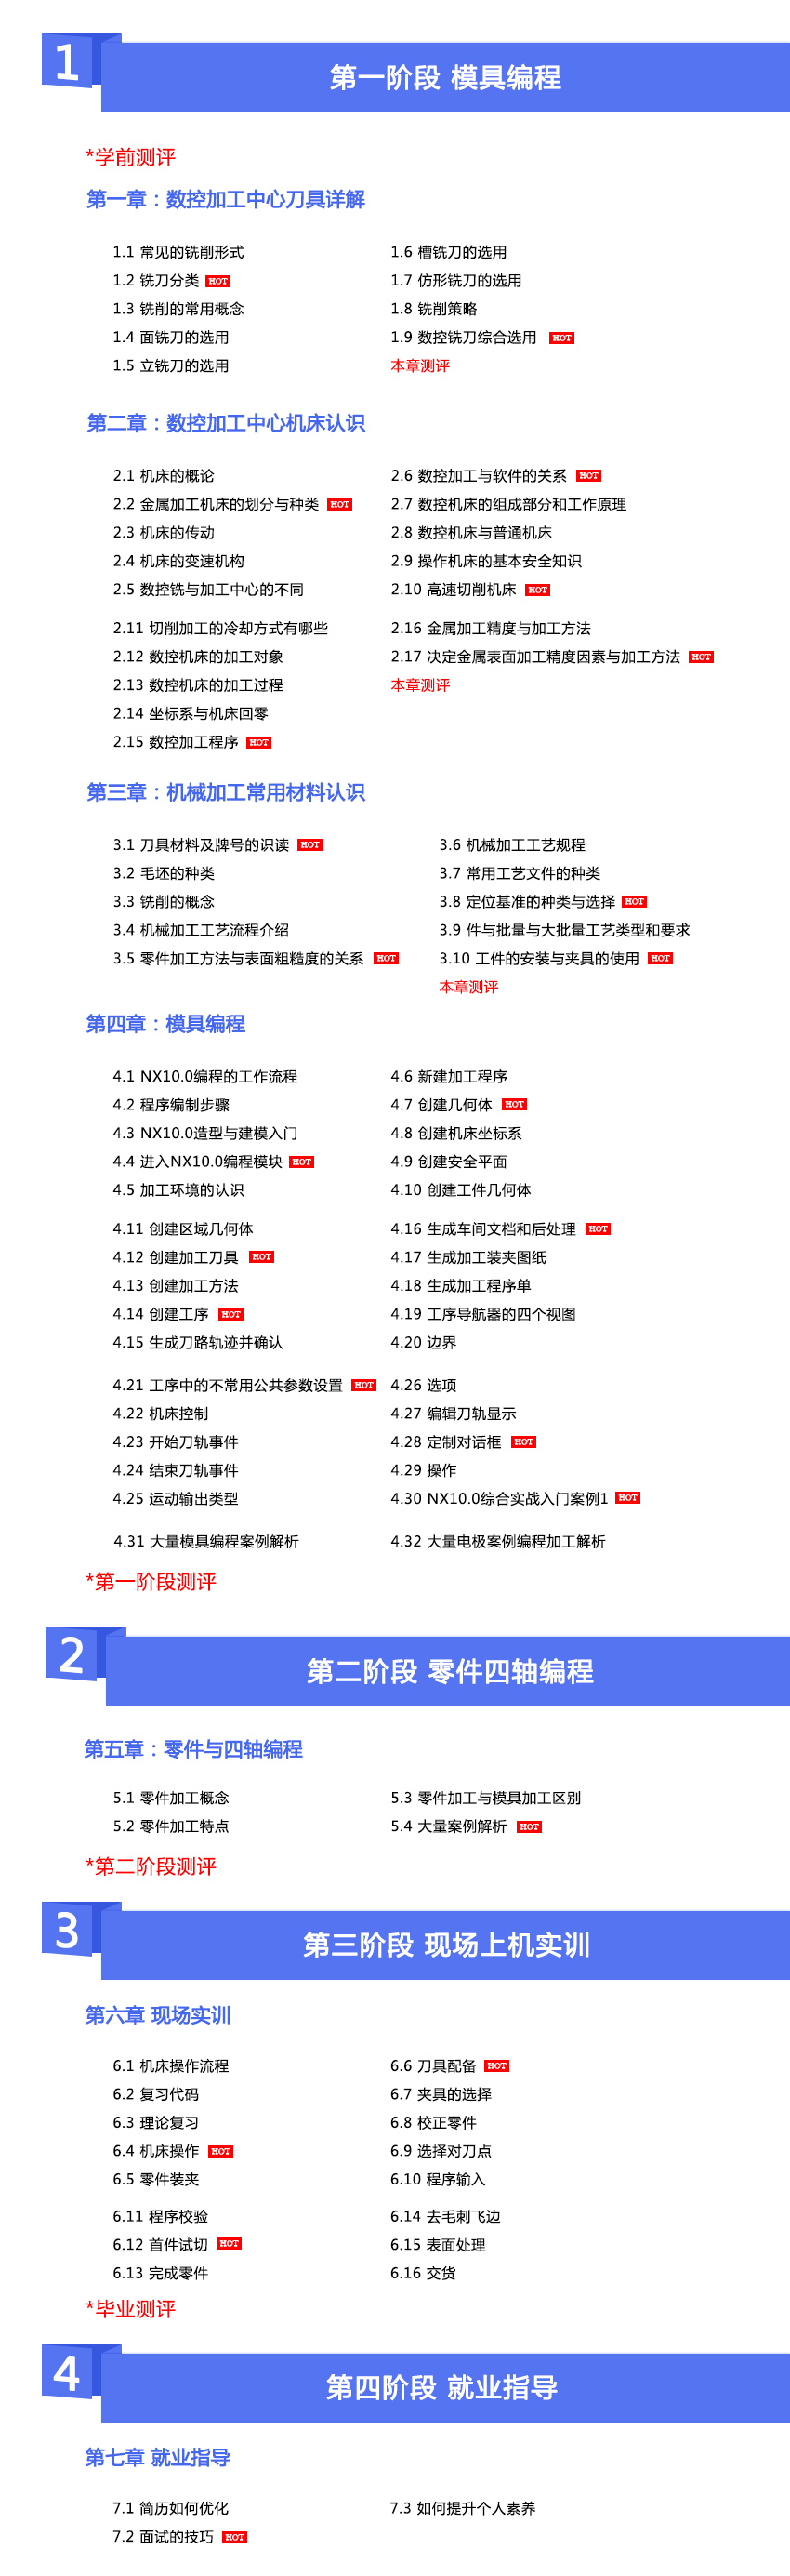 1
第一阶段 模具编程
*学前测评
第一章：数控加工中心刀具详解
1.1 常见的铣削形式
1.2 铣刀分类 HOT
1.3 铣削的常用概念
1.4 面铣刀的选用
1.5 立铣刀的选用
1.6 槽铣刀的选用
1.7 仿形铣刀的选用
1.8 铣削策略
1.9 数控铣刀综合选用 HOT
本章测评
第二章：数控加工中心机床认识
2.1 机床的概论
2.2 金属加工机床的划分与种类 HOT
2.3 机床的传动
2.4 机床的变速机构
2.5 数控铣与加工中心的不同
2.6 数控加工与软件的关系 HOT
2.7 数控机床的组成部分和工作原理
2.8 数控机床与普通机床
2.9 操作机床的基本安全知识
2.10 高速切削机床 HOT
2.11 切削加工的冷却方式有哪些
2.12 数控机床的加工对象
2.13 数控机床的加工过程
2.14 坐标系与机床回零
2.15 数控加工程序 HOT
2.16 金属加工精度与加工方法
2.17 决定金属表面加工精度因素与加工方法 HOT
本章测评
第三章：机械加工常用材料认识
3.1 刀具材料及牌号的识读 HOT
3.2 毛坯的种类
3.3 铣削的概念
3.4 机械加工工艺流程介绍
3.5 零件加工方法与表面粗糙度的关系 HOT
3.6 机械加工工艺规程
3.7 常用工艺文件的种类
3.8 定位基准的种类与选择 HOT
3.9 件与批量与大批量工艺类型和要求
3.10 工件的安装与夹具的使用 HOT
本章测评
第四章：模具编程
4.1 NX10.0编程的工作流程
4.2 程序编制步骤
4.3 NX10.0造型与建模入门
4.4 进入NX10.0编程模块 HOT
4.5 加工环境的认识
4.6 新建加工程序
4.7 创建几何体 HOT
4.8 创建机床坐标系
4.9 创建安全平面
4.10 创建工件几何体
4.11 创建区域几何体
4.12 创建加工刀具 HOT
4.13 创建加工方法
4.14 创建工序 HOT
4.15 生成刀路轨迹并确认
4.16 生成车间文档和后处理 HOT
4.17 生成加工装夹图纸
4.18 生成加工程序单
4.19 工序导航器的四个视图
4.20 边界
4.21 工序中的不常用公共参数设置 HOT
4.22 机床控制
4.23 开始刀轨事件
4.24 结束刀轨事件
4.25 运动输出类型
4.26 选项
4.27 编辑刀轨显示
4.28 定制对话框 HOT
4.29 操作
4.30 NX10.0综合实战入门案例1 HOT
4.31 大量模具编程案例解析
4.32 大量电极案例编程加工解析
*第一阶段测评
2
第二阶段 零件四轴编程
第五章：零件与四轴编程
5.1 零件加工概念
5.2 零件加工特点
5.3 零件加工与模具加工区别
5.4 大量案例解析 HOT
*第二阶段测评
3
第三阶段 现场上机实训
第六章 现场实训
6.1 机床操作流程
6.2 复习代码
6.3 理论复习
6.4 机床操作 HOT
6.5 零件装夹
6.6 刀具配备 HOT
6.7 夹具的选择
6.8 校正零件
6.9 选择对刀点
6.10 程序输入
6.11 程序校验
6.12 首件试切 HOT
6.13 完成零件
6.14 去毛刺飞边
6.15 表面处理
6.16 交货
*毕业测评
4
第四阶段 就业指导
第七章 就业指导
7.1 简历如何优化
7.2 面试的技巧 HOT
7.3 如何提升个人素养